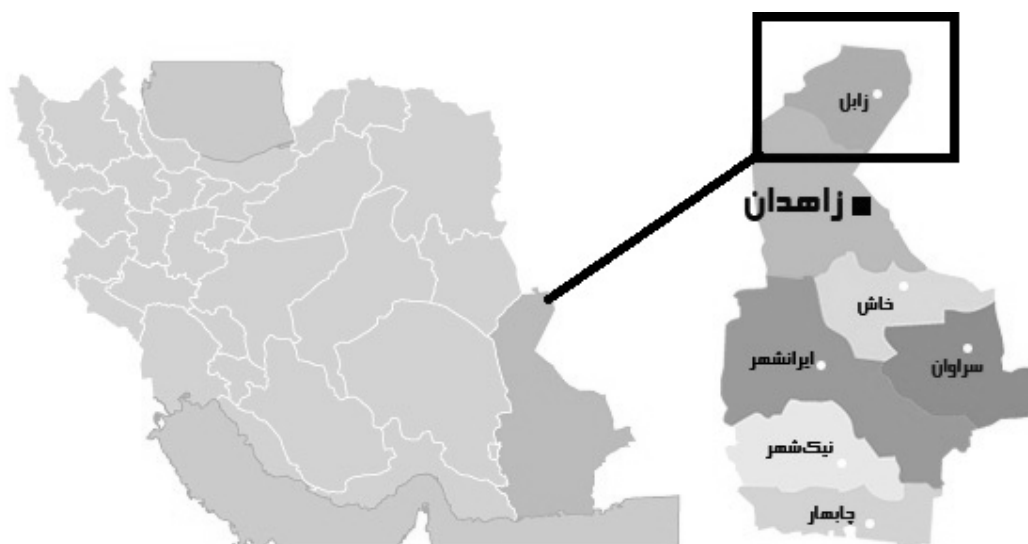 زابل
زاهدان
خاش
ایرانشهر
سراوان
نیک‌شهر
چابهار